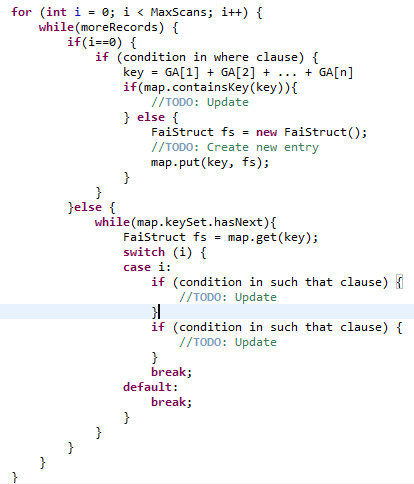 for (int i = 0; i < MaxScans; i++) {
    while(moreRecords) {
        if(i==0) {
            if (condition in where clause) {
                key = GA[1] + GA[2] + ... + GA[n]
                if(map.containsKey(key)){
                    //TODO: Update
                } else {
                    FaiStruct fs = new FaiStruct();
                    //TODO: Create new entry
                    map.put(key, fs);
                }
            }
        }else {
            while(map.keySet.hasNext){
                FaiStruct fs = map.get(key);
                switch (i) {
                case i:
                    if (condition in such that clause) {
                        //TODO: Update
                    }
                    if (condition in such that clause) {
                        //TODO: Update
                    }
                    break;
                default:
                    break;
                }
            }
        }
    }
}